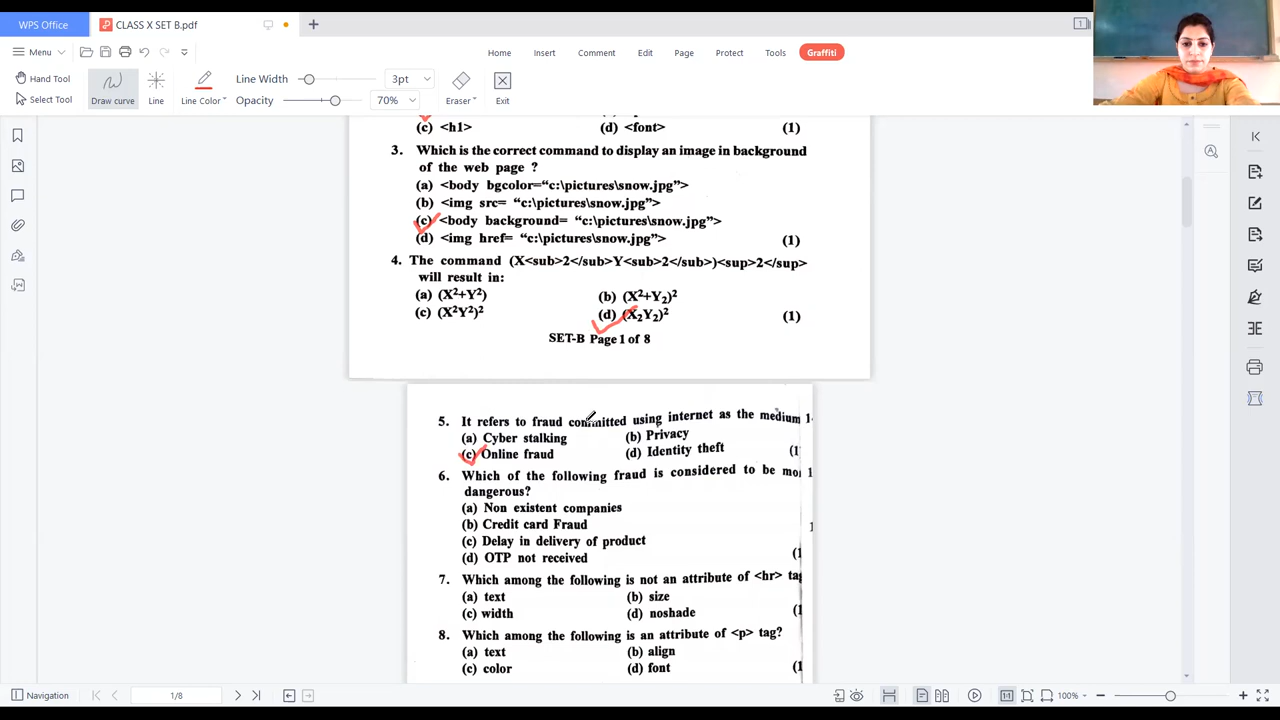 WPS Office
CLASS X SET B.pdf
Menu
Home Insert Comment Edit Page Protect Tools Graffiti
Hand Tool
Select Tool
Draw curve
Line
Line Color
Line Width 3pt
Opacity 70%
Eraser
Exit
(c) <h1> (d) <font> (1)
3. Which is the correct command to display an image in background
of the web page ?
(a) <body bgcolor=“c:\pictures\snow.jpg”>
(b) <img src= “c:\pictures\snow.jpg”>
(c) <body background= “c:\pictures\snow.jpg”>
(d) <img href= “c:\pictures\snow.jpg”> (1)
4. The command (X<sub>2</sub>Y<sub>2</sub>)<sup>2</sup>
will result in:
(a) (X²+Y²) (b) (X²+Y₂)²
(c) (X²Y²)² (d) (X₂Y₂)² (1)
SET-B Page 1 of 8
5. It refers to fraud committed using internet as the medium
(a) Cyber stalking (b) Privacy
(c) Online fraud (d) Identity theft (1
6. Which of the following fraud is considered to be mo
dangerous?
(a) Non existent companies
(b) Credit card Fraud
(c) Delay in delivery of product
(d) OTP not received (1
7. Which among the following is not an attribute of <hr> tag
(a) text (b) size
(c) width (d) noshade (1
8. Which among the following is an attribute of <p> tag?
(a) text (b) align
(c) color (d) font (1
Navigation 1/8 100%